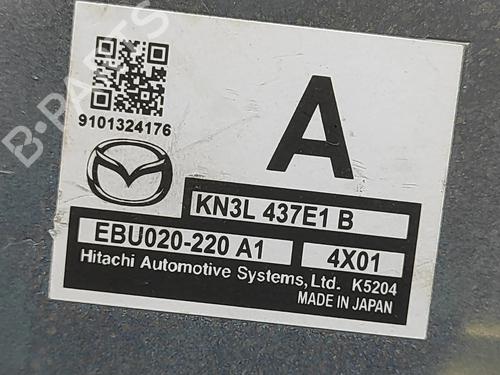 B-PARTS
9101324176
A
KN3L 437E1 B
EBU020-220 A1
4X01
Hitachi Automotive Systems, Ltd. K5204
MADE IN JAPAN